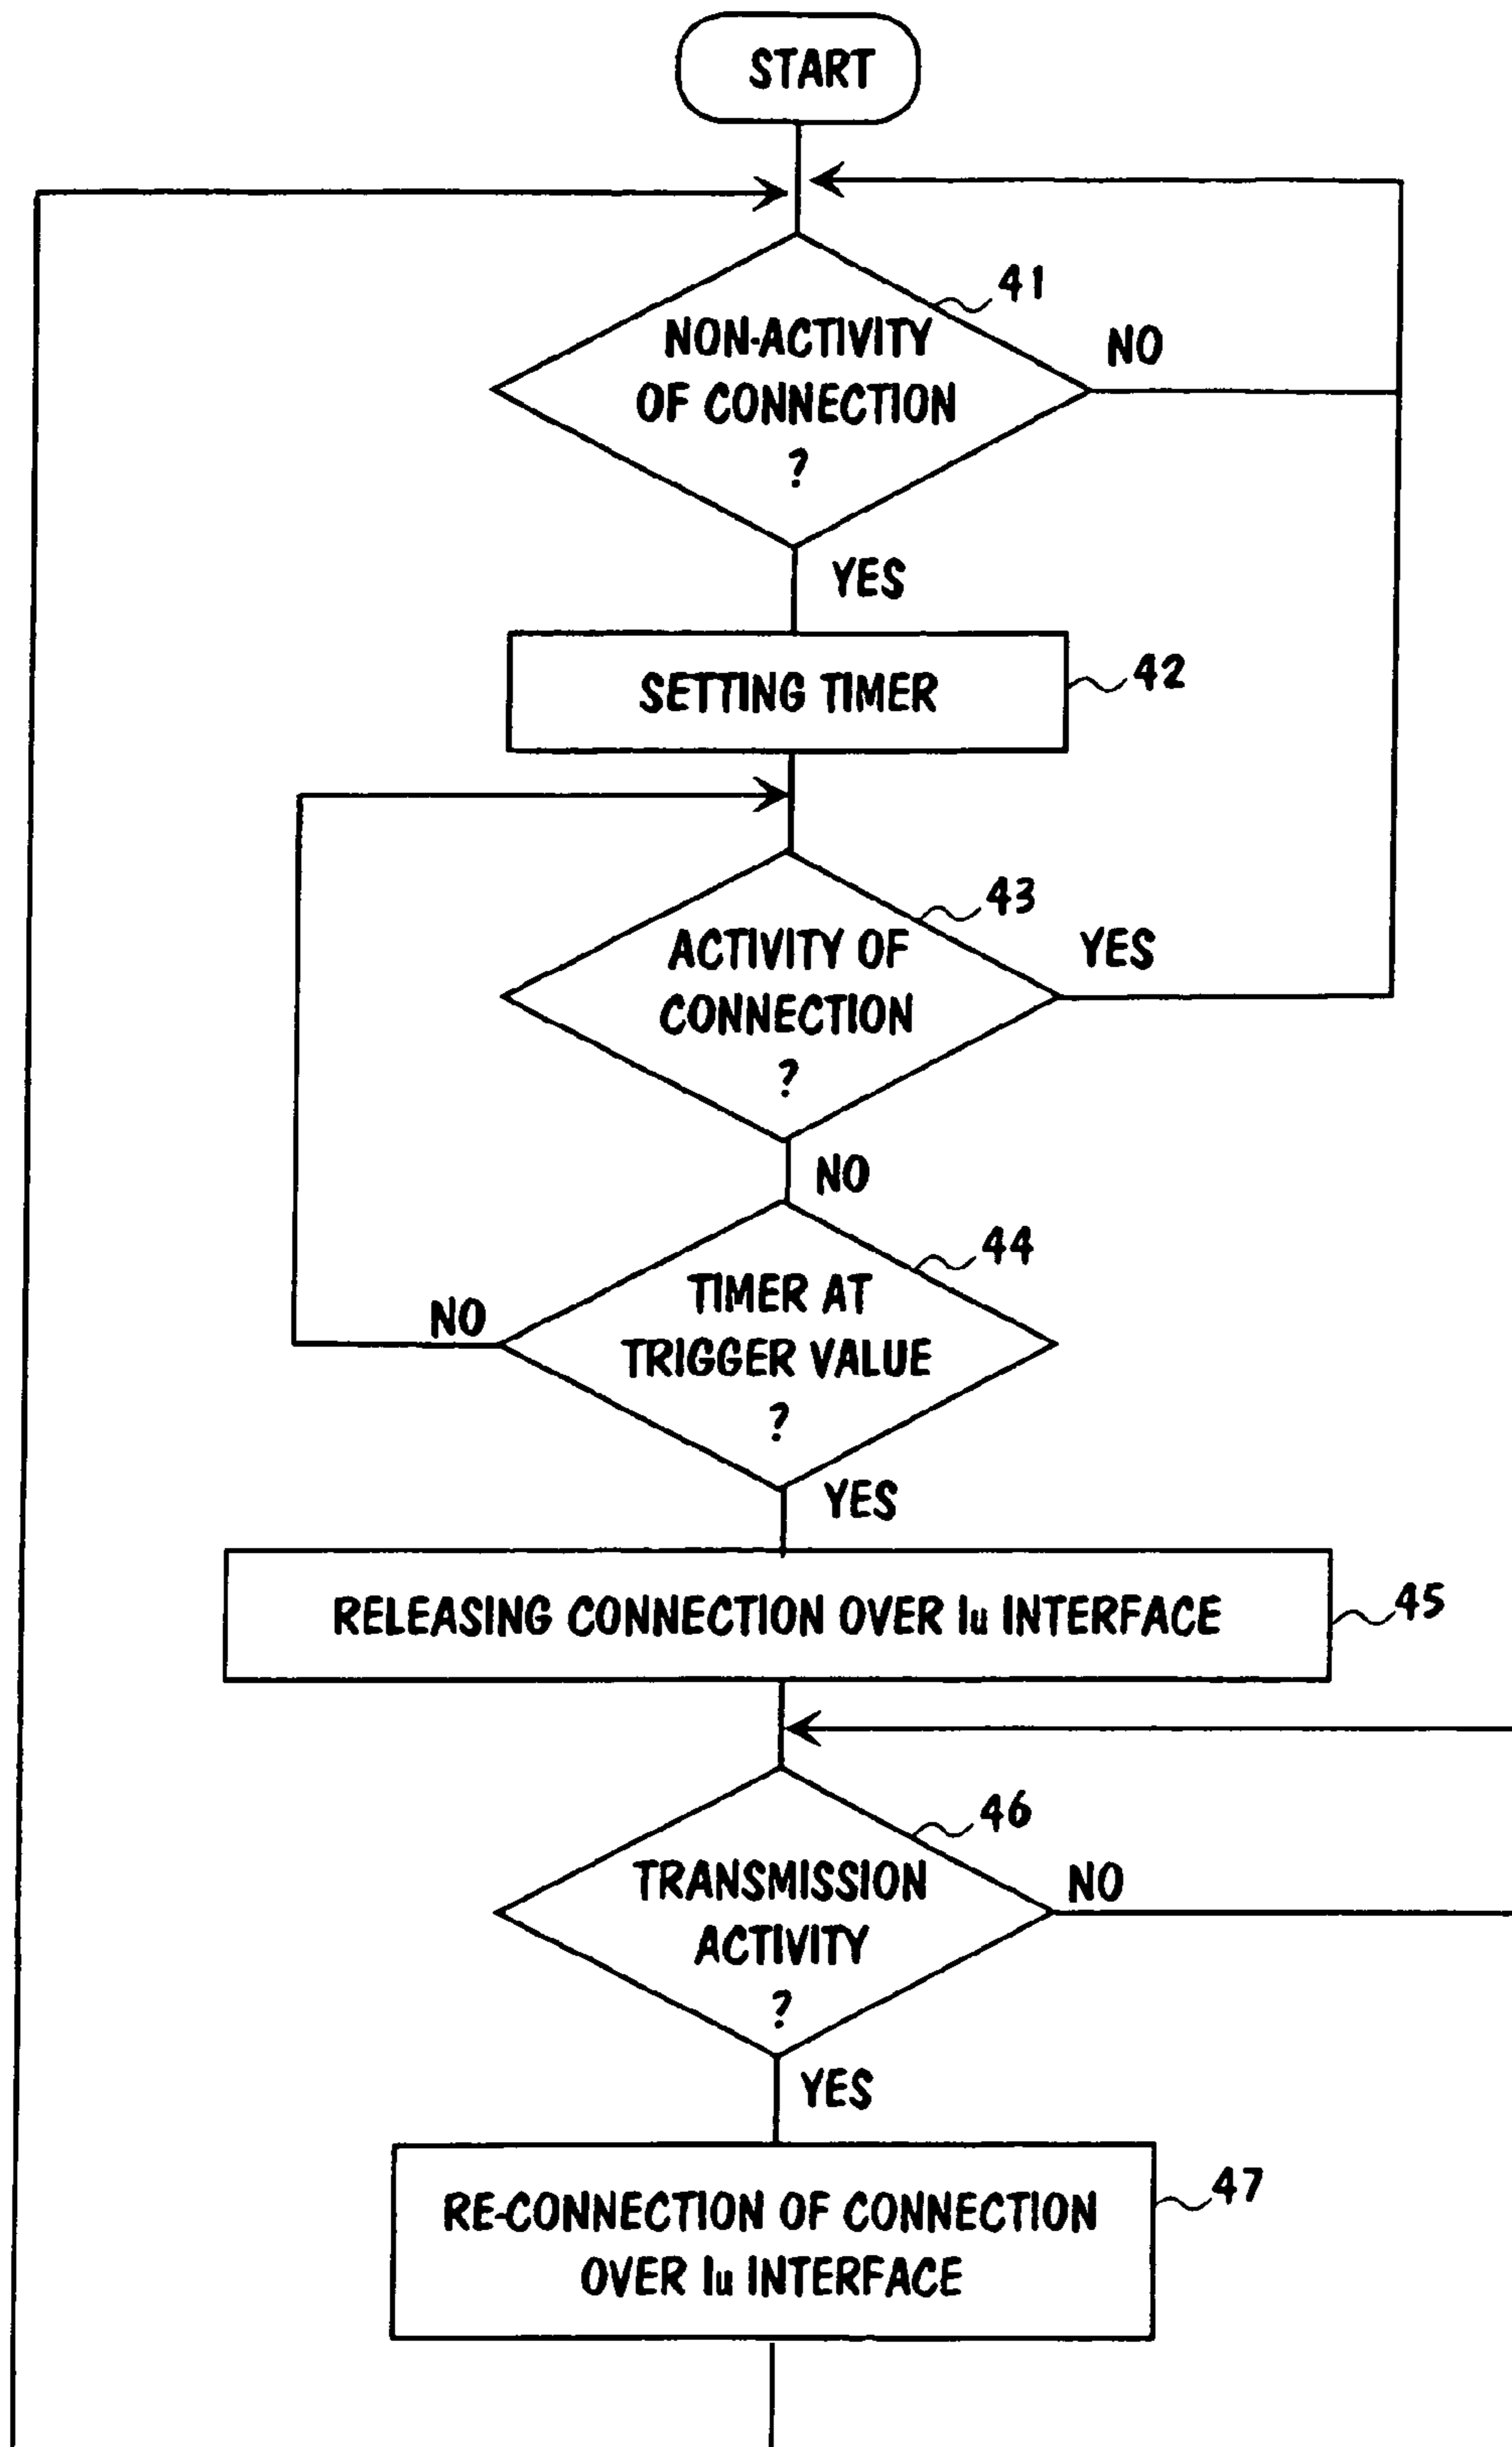 START
41
NON-ACTIVITY
OF CONNECTION
?
NO
YES
SETTING TIMER
42
43
ACTIVITY OF
CONNECTION
?
YES
NO
44
TIMER AT
TRIGGER VALUE
?
NO
YES
RELEASING CONNECTION OVER Iu INTERFACE
45
46
TRANSMISSION
ACTIVITY
?
NO
YES
RE-CONNECTION OF CONNECTION
OVER Iu INTERFACE
47